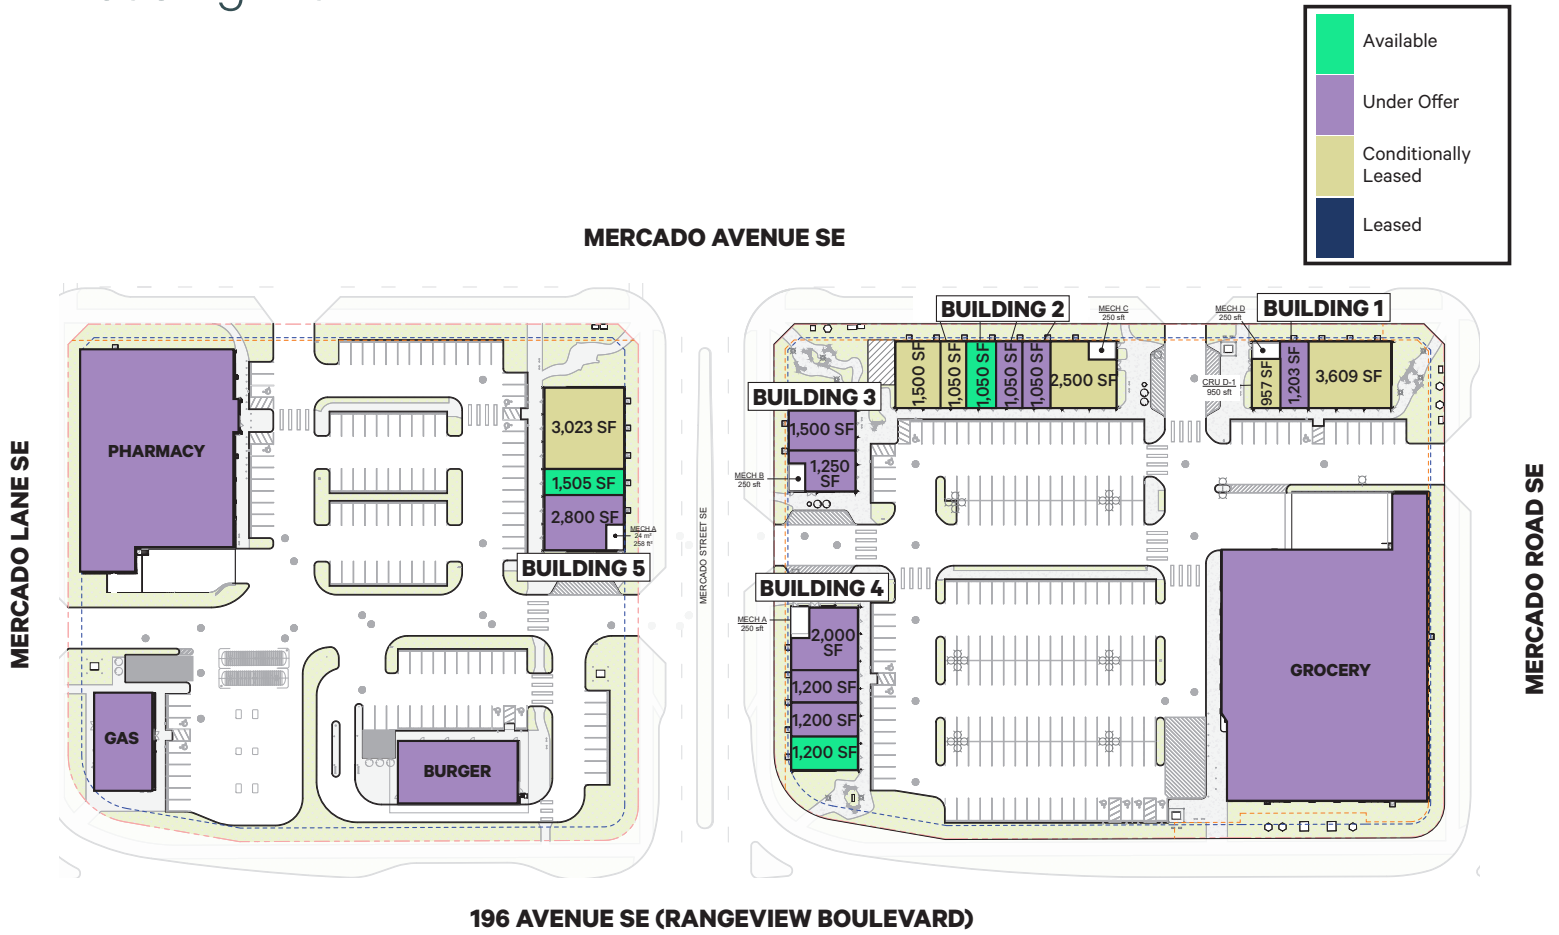 Available
Under Offer
Conditionally
Leased
Leased
MERCADO AVENUE SE
BUILDING 2
MECH C
250 sft
MECH D
250 sft
BUILDING 1
1,500 SF
1,050 SF
1,050 SF
1,050 SF
1,050 SF
2,500 SF
CRU D-1
950 sft
957 SF
1,203 SF
3,609 SF
BUILDING 3
1,500 SF
1,250
SF
MECH B
250 sft
PHARMACY
3,023 SF
1,505 SF
2,800 SF
MECH A
24 m²
258 ft²
BUILDING 5
MERCADO LANE SE
MERCADO STREET SE
MERCADO ROAD SE
BUILDING 4
MECH A
250 sft
2,000
SF
1,200 SF
1,200 SF
1,200 SF
GROCERY
GAS
BURGER
196 AVENUE SE (RANGEVIEW BOULEVARD)